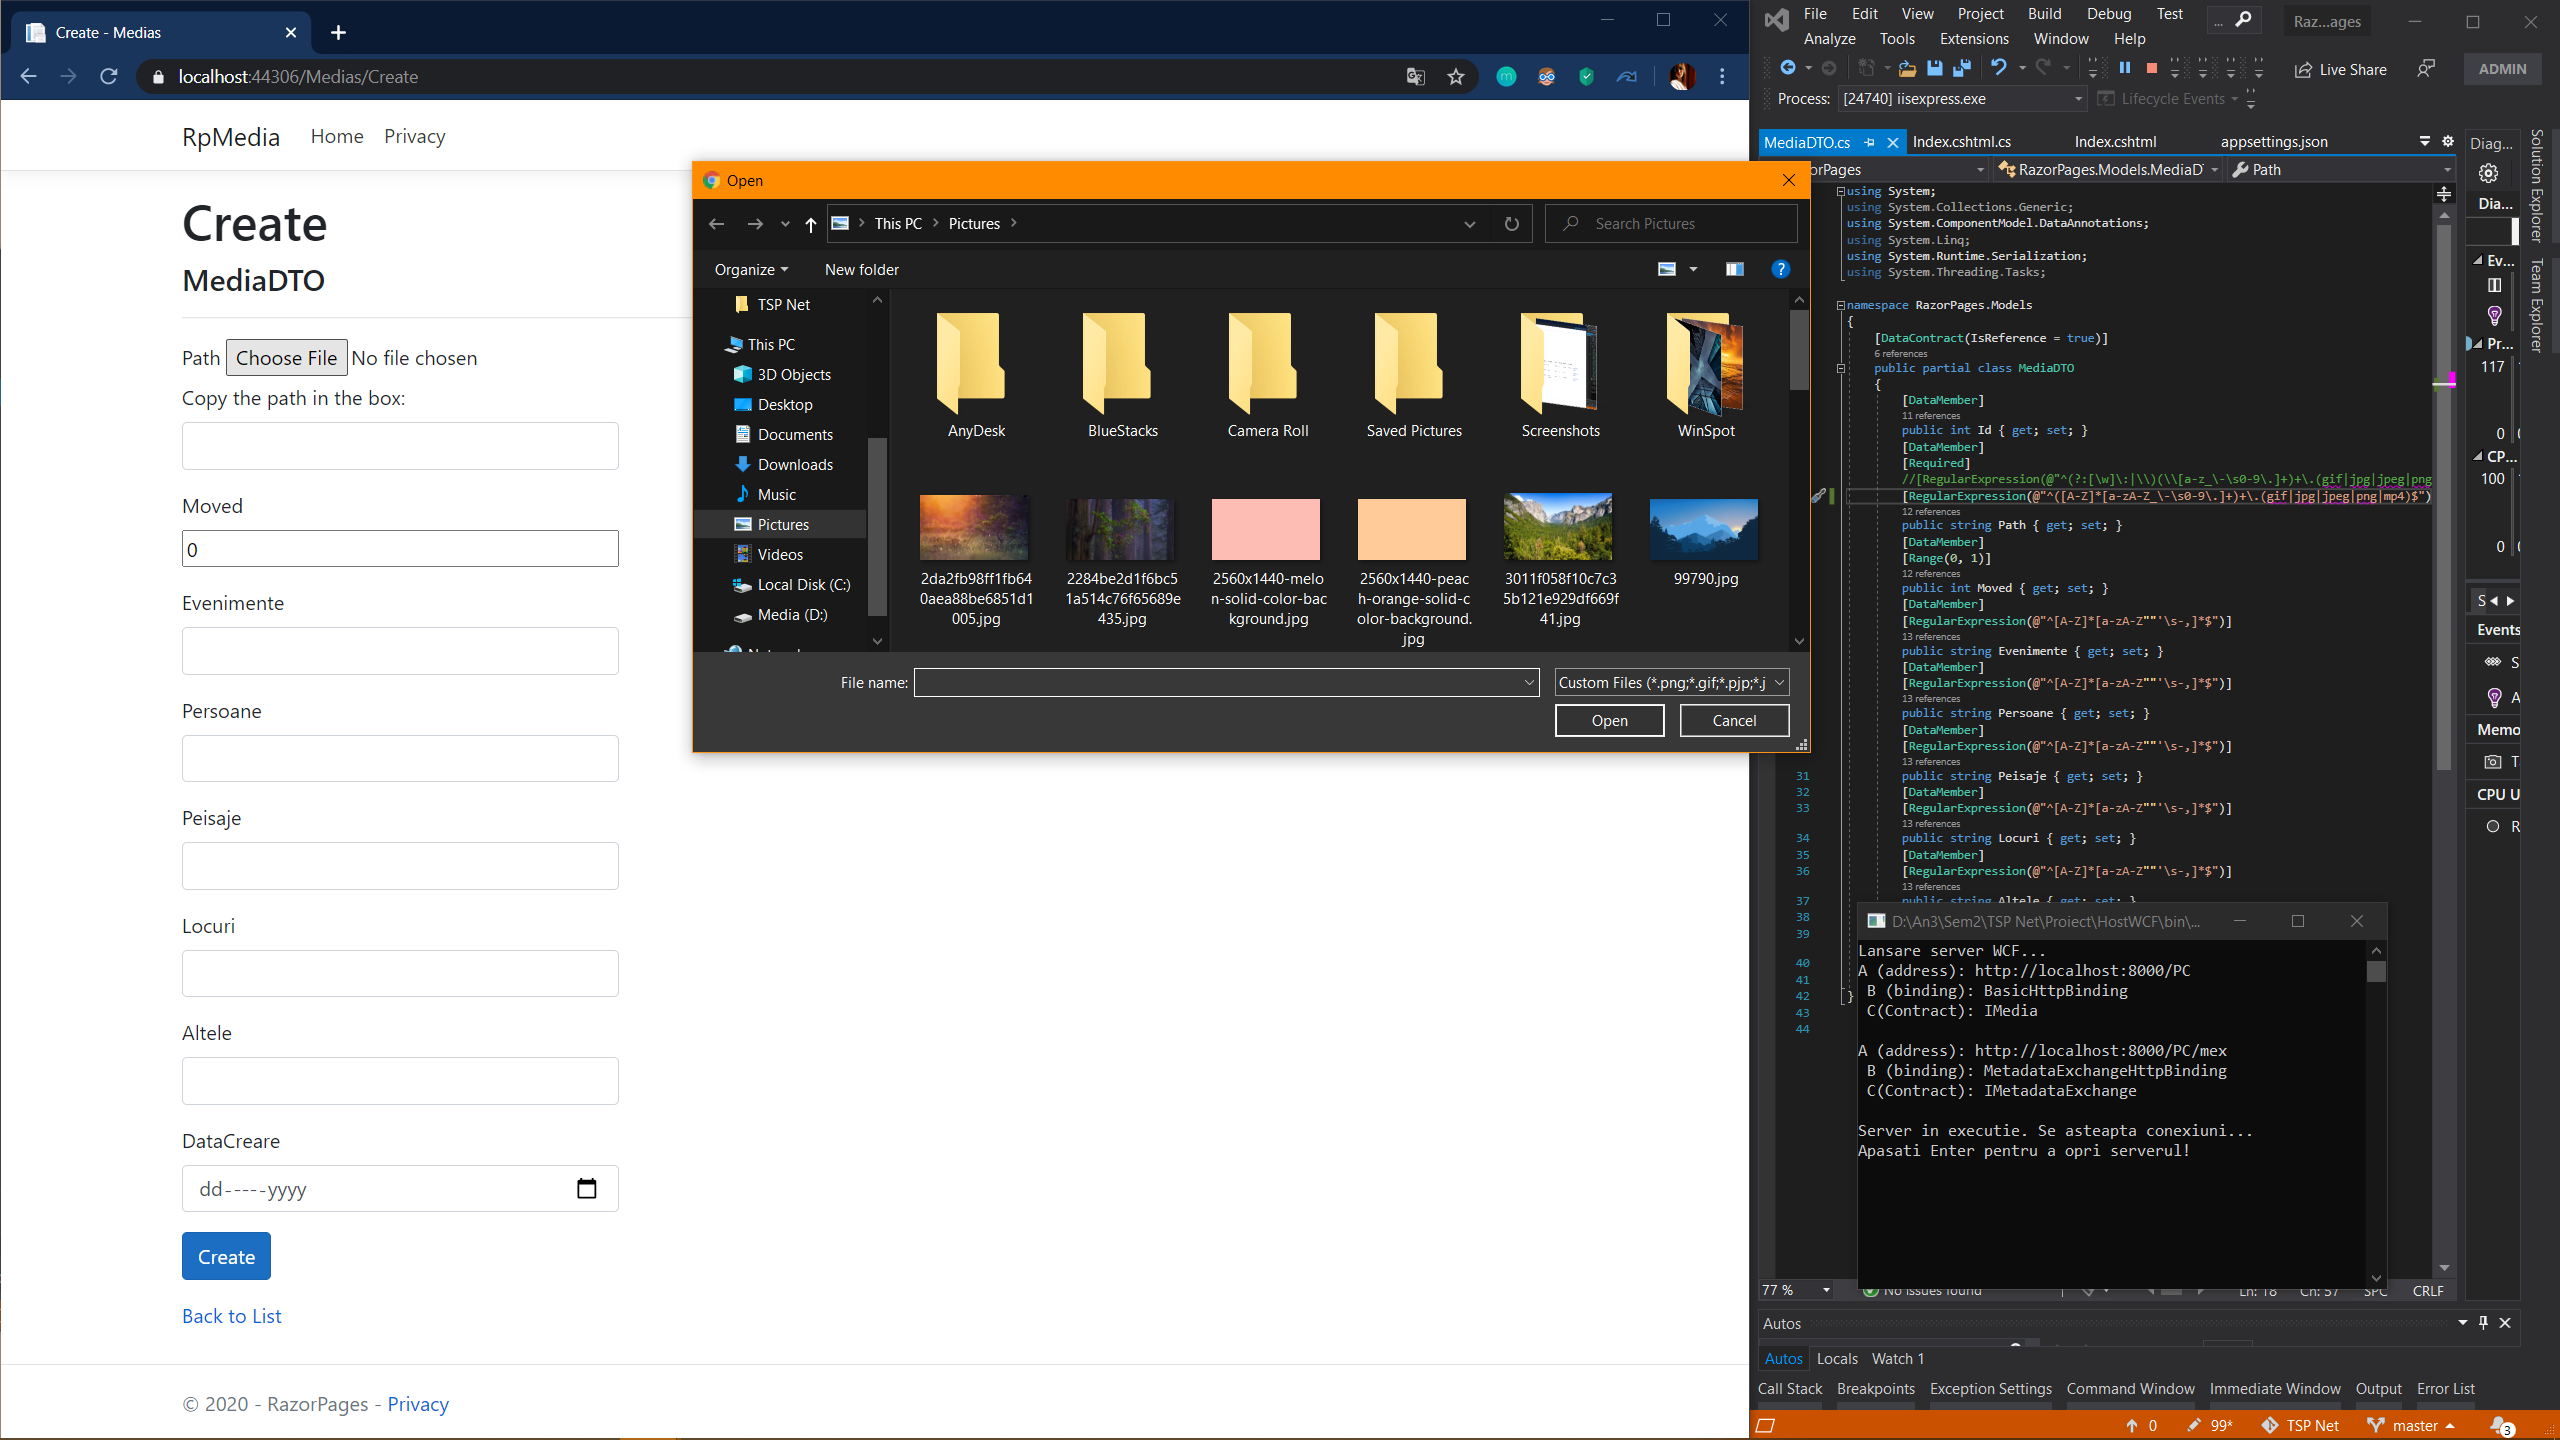 Create - Medias
localhost:44306/Medias/Create
RpMedia
Home
Privacy
Create
MediaDTO
Path
Choose File
No file chosen
Copy the path in the box:
Moved
0
Evenimente
Persoane
Peisaje
Locuri
Altele
DataCreare
dd-----yyyy
Create
Back to List
© 2020 - RazorPages - Privacy
Open
This PC
Pictures
Search Pictures
Organize
New folder
TSP Net
This PC
3D Objects
Desktop
Documents
Downloads
Music
Pictures
Videos
Local Disk (C:)
Media (D:)
AnyDesk
BlueStacks
Camera Roll
Saved Pictures
Screenshots
WinSpot
2da2fb98ff1fb64
0aea88be6851d1
005.jpg
2284be2d1f6bc5
1a514c76f65689e
435.jpg
2560x1440-melo
n-solid-color-bac
kground.jpg
2560x1440-peac
h-orange-solid-c
olor-background.
jpg
3011f058f10c7c3
5b121e929df669f
41.jpg
99790.jpg
File name:
Custom Files (*.png;*.gif;*.pjp;*.j
Open
Cancel
File Edit View Project Build Debug Test
... Raz...ages
Analyze Tools Extensions Window Help
Live Share
ADMIN
Process: [24740] iisexpress.exe
Lifecycle Events
MediaDTO.cs
Index.cshtml.cs
Index.cshtml
appsettings.json
orPages
RazorPages.Models.MediaD
Path
using System;
using System.Collections.Generic;
using System.ComponentModel.DataAnnotations;
using System.Linq;
using System.Runtime.Serialization;
using System.Threading.Tasks;
namespace RazorPages.Models
{
[DataContract(IsReference = true)]
6 references
public partial class MediaDTO
{
[DataMember]
11 references
public int Id { get; set; }
[DataMember]
[Required]
//[RegularExpression(@"^(?:[\w]\:|\\)(\\[a-z_\-\s0-9\.]+)+\.(gif|jpg|jpeg|png
[RegularExpression(@"^([A-Z]*[a-zA-Z_\-\s0-9\.]+)+\.(gif|jpg|jpeg|png|mp4)$")
12 references
public string Path { get; set; }
[DataMember]
[Range(0, 1)]
12 references
public int Moved { get; set; }
[DataMember]
[RegularExpression(@"^[A-Z]*[a-zA-Z""'\s-,]*$")]
13 references
public string Evenimente { get; set; }
[DataMember]
[RegularExpression(@"^[A-Z]*[a-zA-Z""'\s-,]*$")]
13 references
public string Persoane { get; set; }
[DataMember]
[RegularExpression(@"^[A-Z]*[a-zA-Z""'\s-,]*$")]
13 references
31 public string Peisaje { get; set; }
32 [DataMember]
33 [RegularExpression(@"^[A-Z]*[a-zA-Z""'\s-,]*$")]
13 references
34 public string Locuri { get; set; }
35 [DataMember]
36 [RegularExpression(@"^[A-Z]*[a-zA-Z""'\s-,]*$")]
13 references
37 public string Altele { get; set; }
38
39
40
41
42 }
43
44
D:\An3\Sem2\TSP Net\Proiect\HostWCF\bin\...
Lansare server WCF...
A (address): http://localhost:8000/PC
B (binding): BasicHttpBinding
C(Contract): IMedia
A (address): http://localhost:8000/PC/mex
B (binding): MetadataExchangeHttpBinding
C(Contract): IMetadataExchange
Server in executie. Se asteapta conexiuni...
Apasati Enter pentru a opri serverul!
77 %
No issues found
Ln: 18
Ch: 57
SPC
CRLF
Autos
Autos Locals Watch 1
Call Stack Breakpoints Exception Settings Command Window Immediate Window Output Error List
0
99*
TSP Net
master
3
Diag...
Dia...
Ev...
Pr...
117
0
CP...
100
0
S
Events
S
A
Memo
T
CPU U
R
Solution Explorer
Team Explorer